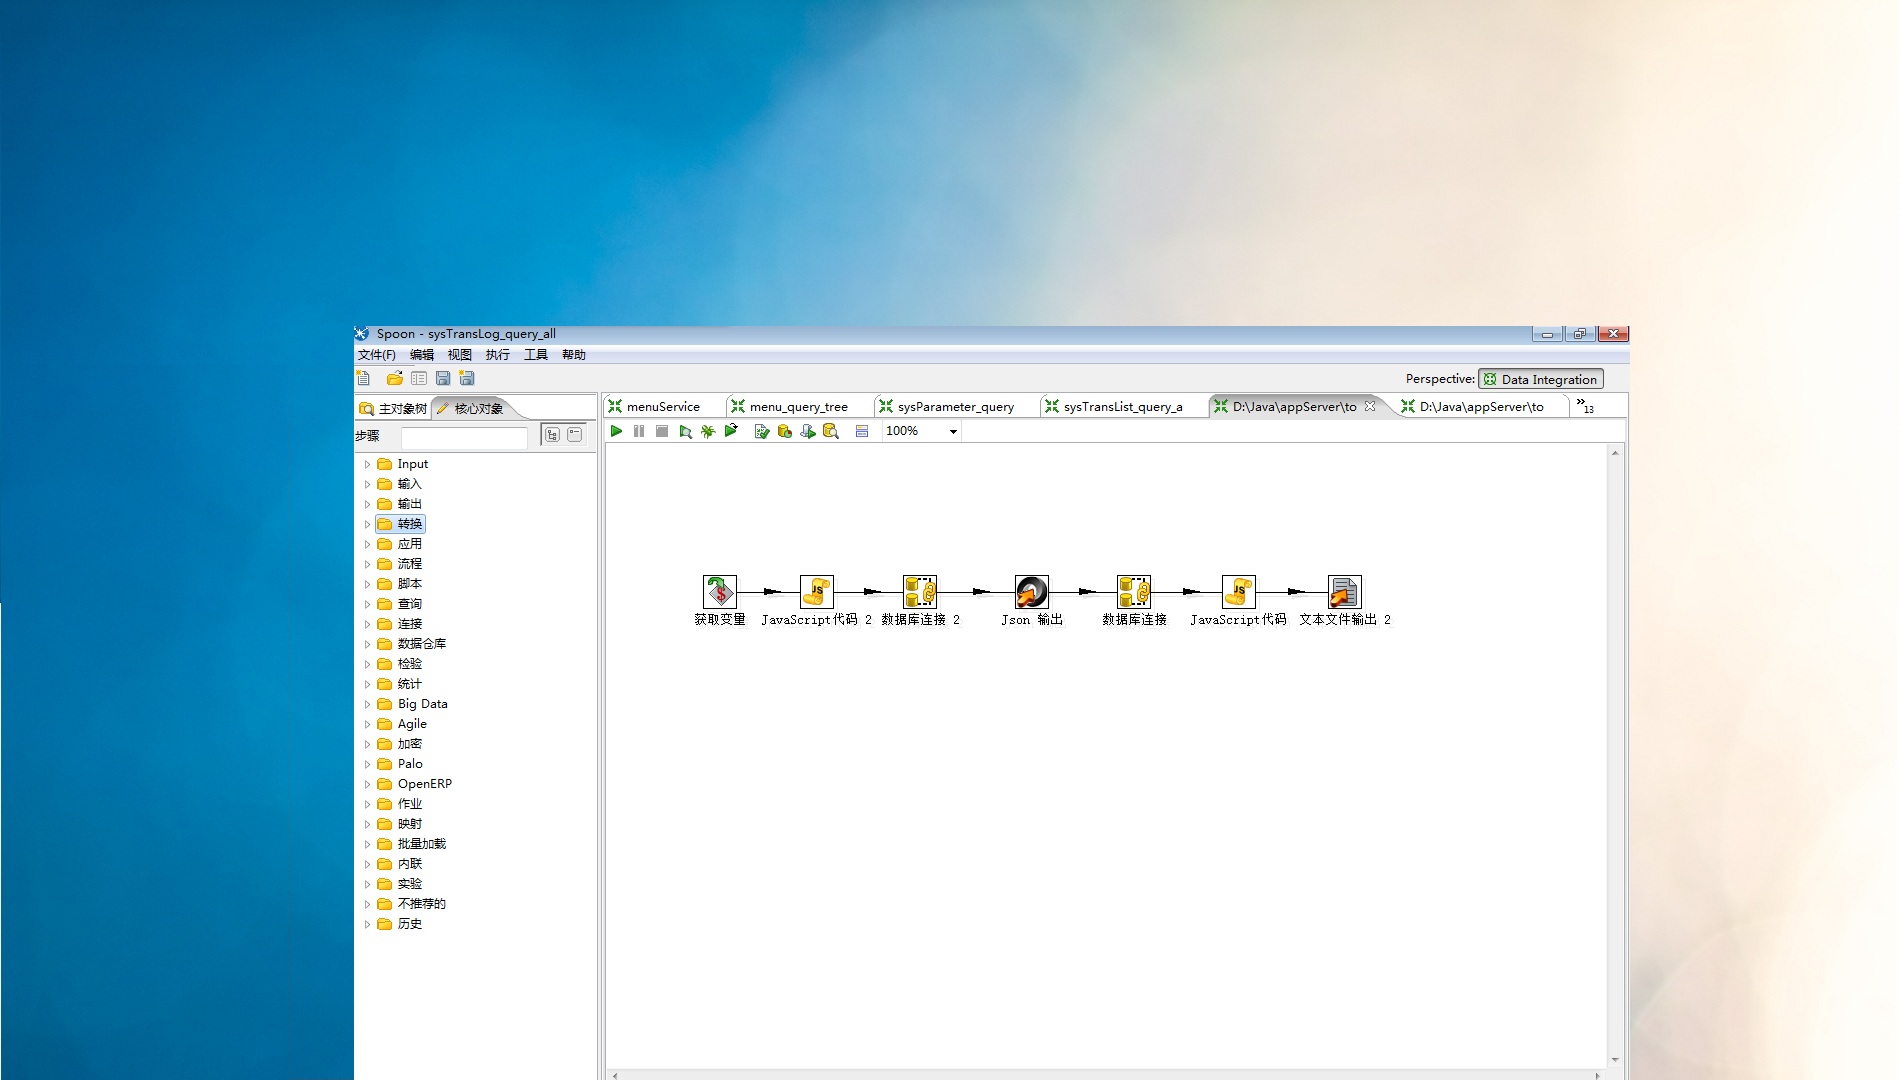 Spoon - sysTransLog_query_all
文件(F) 编辑 视图 执行 工具 帮助
Perspective: Data Integration
主对象树 核心对象
menuService menu_query_tree sysParameter_query sysTransList_query_a D:\Java\appServer\to D:\Java\appServer\to 13
步骤
100%
Input
输入
输出
转换
应用
流程
脚本
查询
连接
数据仓库
检验
统计
Big Data
Agile
加密
Palo
OpenERP
作业
映射
批量加载
内联
实验
不推荐的
历史
获取变量 JavaScript代码 2 数据库连接 2 Json 输出 数据库连接 JavaScript代码 文本文件输出 2